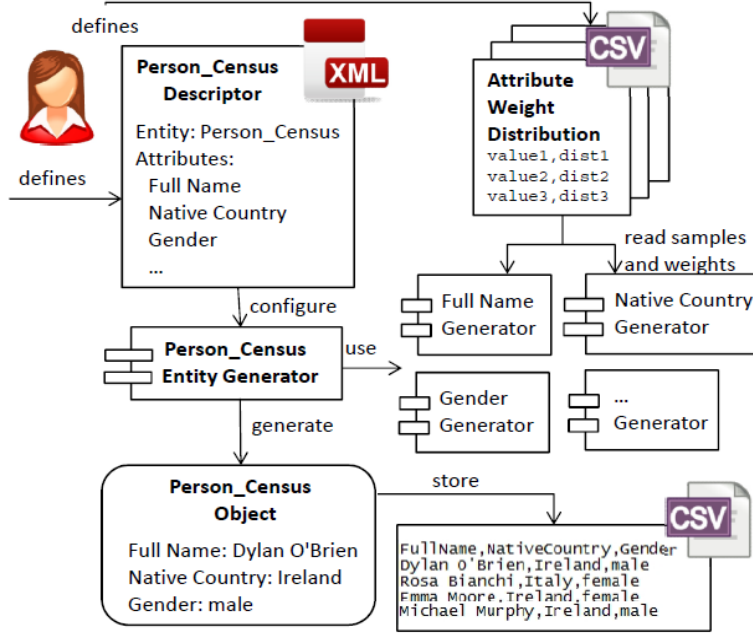 defines
Person_Census
Descriptor
XML
Entity: Person_Census
Attributes:
Full Name
Native Country
Gender
...
defines
CSV
Attribute
Weight
Distribution
value1,dist1
value2,dist2
value3,dist3
read samples
and weights
configure
Full Name
Generator
Native Country
Generator
Person_Census
Entity Generator
use
Gender
Generator
...
Generator
generate
Person_Census
Object
Full Name: Dylan O'Brien
Native Country: Ireland
Gender: male
store
CSV
FullName,NativeCountry,Gender
Dylan O'Brien,Ireland,male
Rosa Bianchi,Italy,female
Emma Moore,Ireland,female
Michael Murphy,Ireland,male